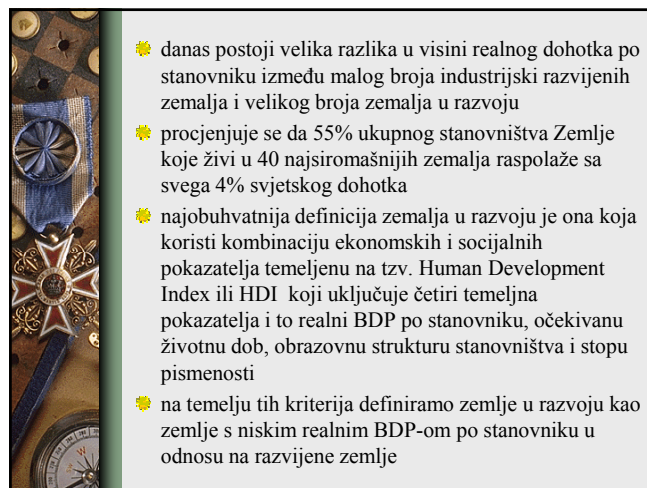 danas postoji velika razlika u visini realnog dohotka po
stanovniku između malog broja industrijski razvijenih
zemalja i velikog broja zemalja u razvoju
procjenjuje se da 55% ukupnog stanovništva Zemlje
koje živi u 40 najsiromašnijih zemalja raspolaže sa
svega 4% svjetskog dohotka
najobuhvatnija definicija zemalja u razvoju je ona koja
koristi kombinaciju ekonomskih i socijalnih
pokazatelja temeljenu na tzv. Human Development
Index ili HDI koji uključuje četiri temeljna
pokazatelja i to realni BDP po stanovniku, očekivanu
životnu dob, obrazovnu strukturu stanovništva i stopu
pismenosti
na temelju tih kriterija definiramo zemlje u razvoju kao
zemlje s niskim realnim BDP-om po stanovniku u
odnosu na razvijene zemlje